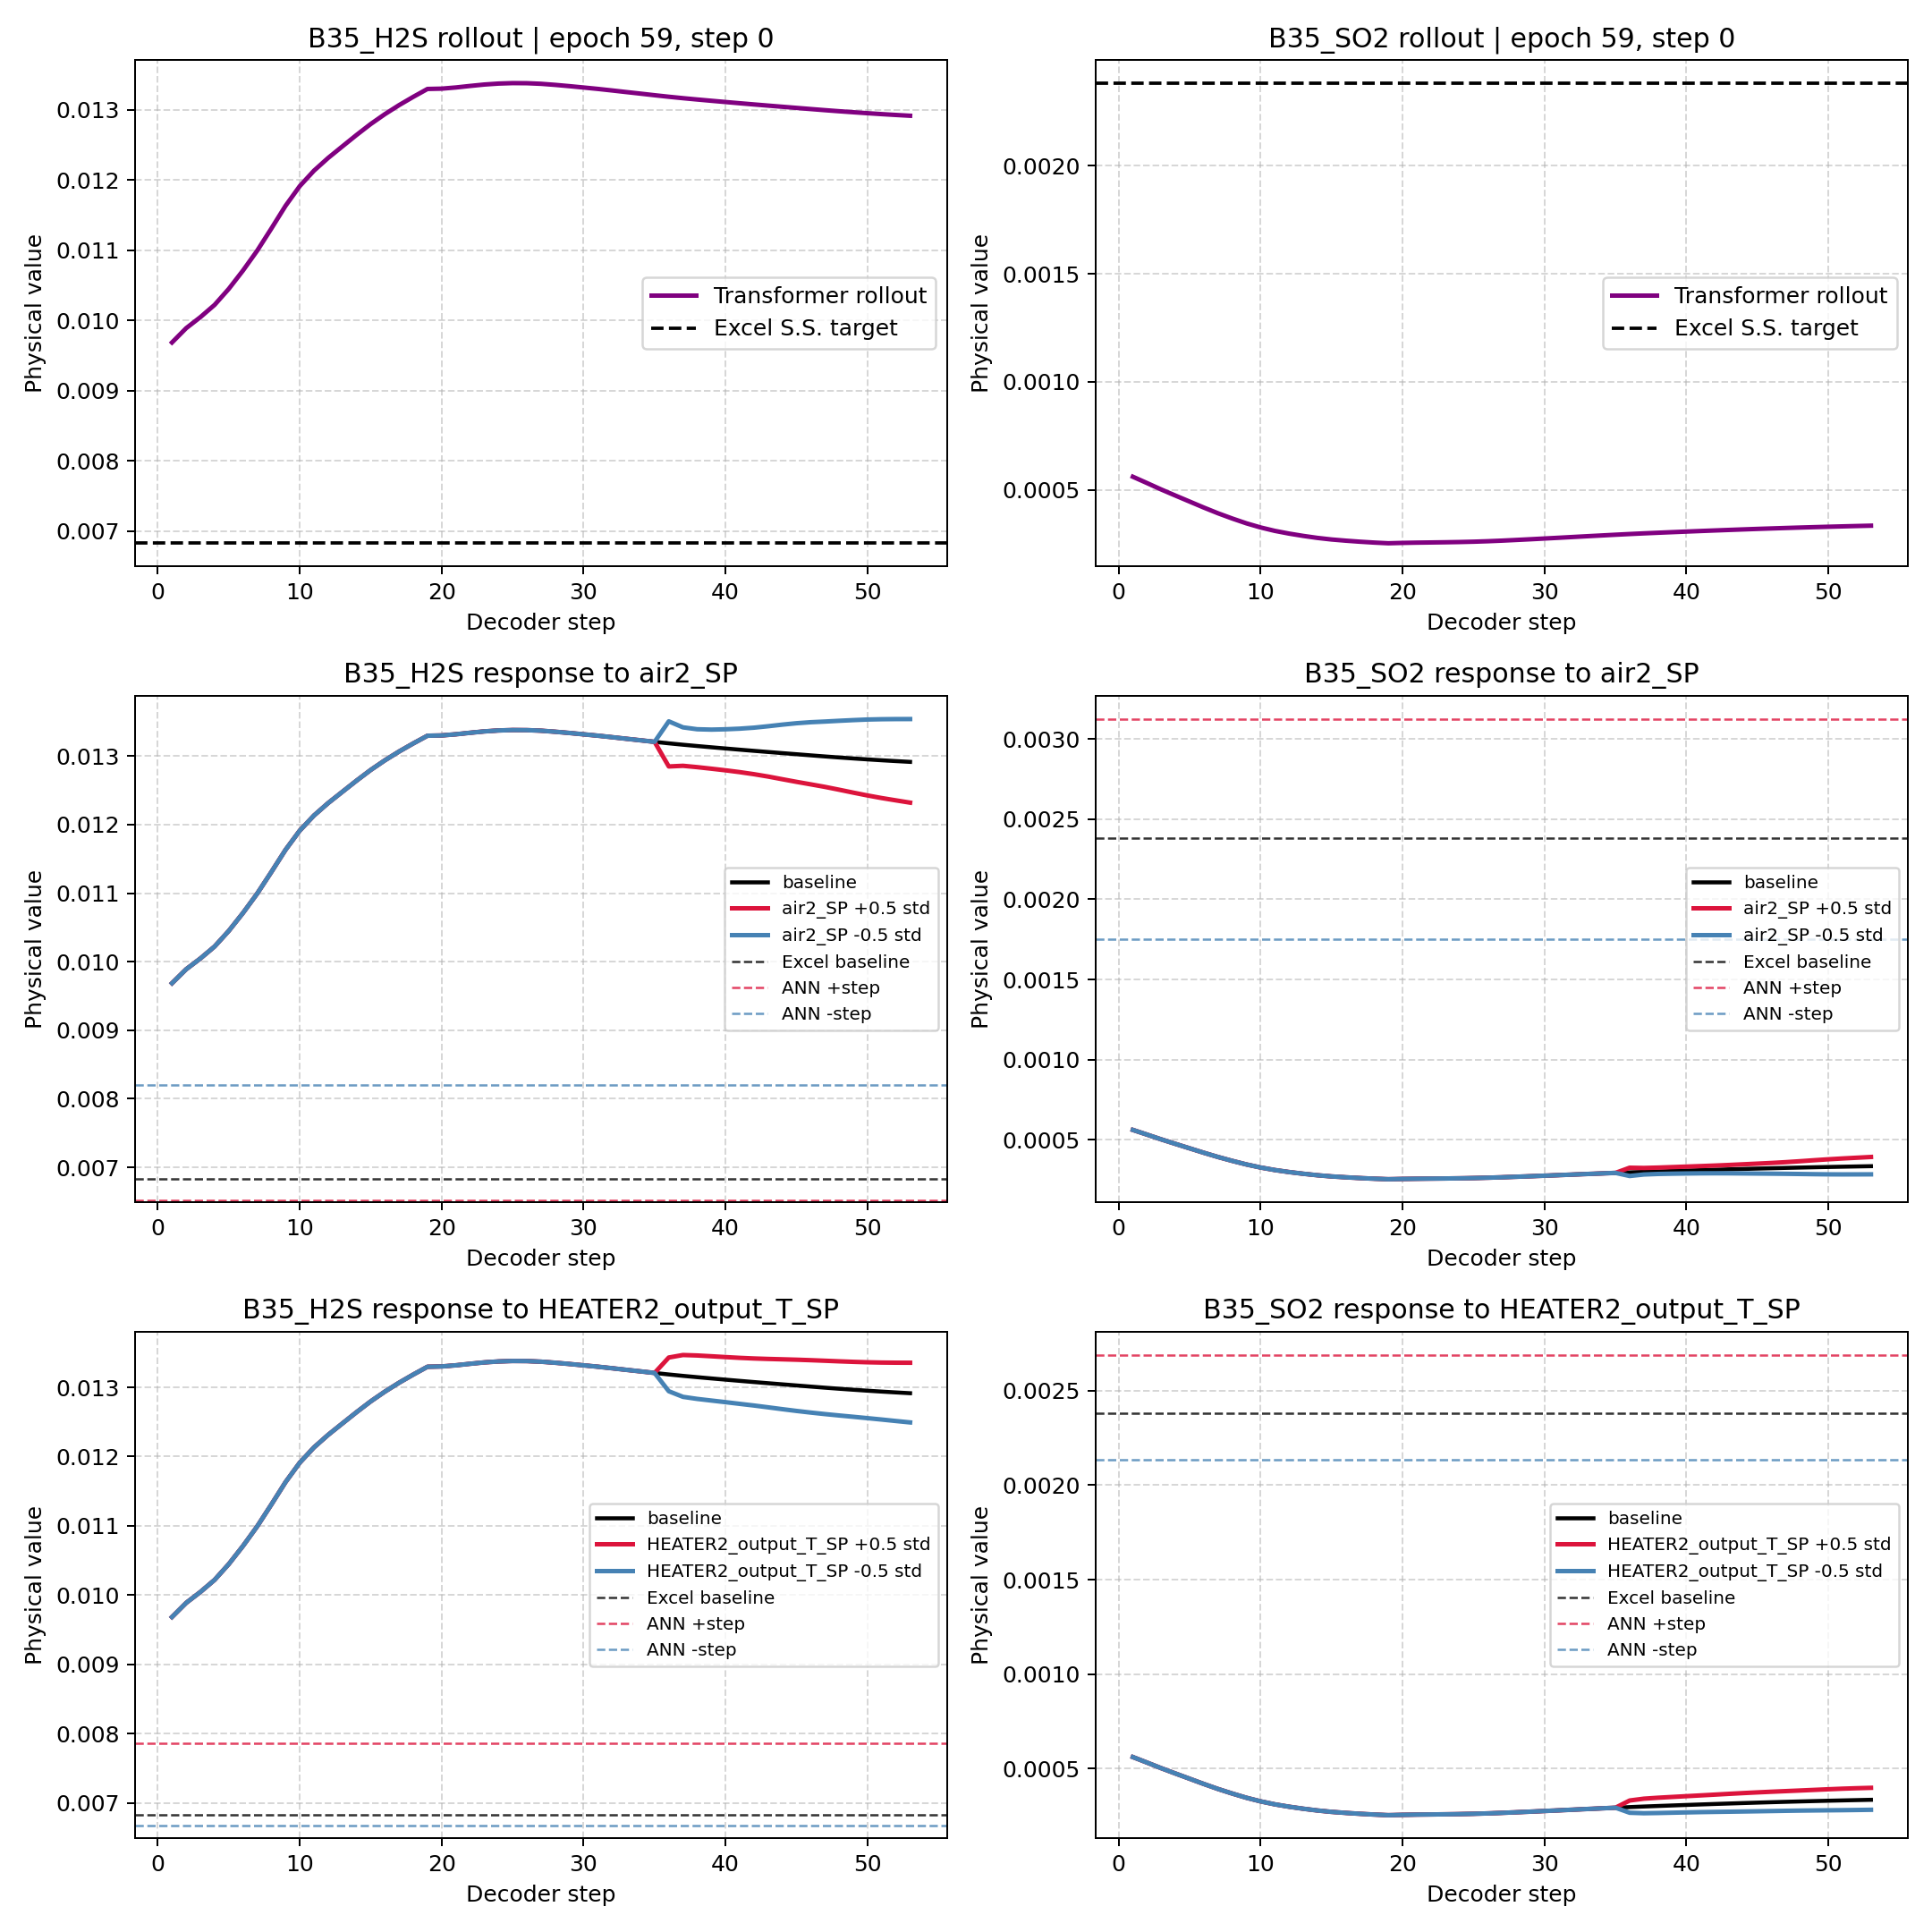 B35_H2S rollout | epoch 59, step 0
Physical value
0.013
0.012
0.011
0.010
0.009
0.008
0.007
Transformer rollout
Excel S.S. target
0 10 20 30 40 50
Decoder step
B35_SO2 rollout | epoch 59, step 0
Physical value
0.0020
0.0015
0.0010
0.0005
Transformer rollout
Excel S.S. target
0 10 20 30 40 50
Decoder step
B35_H2S response to air2_SP
Physical value
0.013
0.012
0.011
0.010
0.009
0.008
0.007
baseline
air2_SP +0.5 std
air2_SP -0.5 std
Excel baseline
ANN +step
ANN -step
0 10 20 30 40 50
Decoder step
B35_SO2 response to air2_SP
Physical value
0.0030
0.0025
0.0020
0.0015
0.0010
0.0005
baseline
air2_SP +0.5 std
air2_SP -0.5 std
Excel baseline
ANN +step
ANN -step
0 10 20 30 40 50
Decoder step
B35_H2S response to HEATER2_output_T_SP
Physical value
0.013
0.012
0.011
0.010
0.009
0.008
0.007
baseline
HEATER2_output_T_SP +0.5 std
HEATER2_output_T_SP -0.5 std
Excel baseline
ANN +step
ANN -step
0 10 20 30 40 50
Decoder step
B35_SO2 response to HEATER2_output_T_SP
Physical value
0.0025
0.0020
0.0015
0.0010
0.0005
baseline
HEATER2_output_T_SP +0.5 std
HEATER2_output_T_SP -0.5 std
Excel baseline
ANN +step
ANN -step
0 10 20 30 40 50
Decoder step